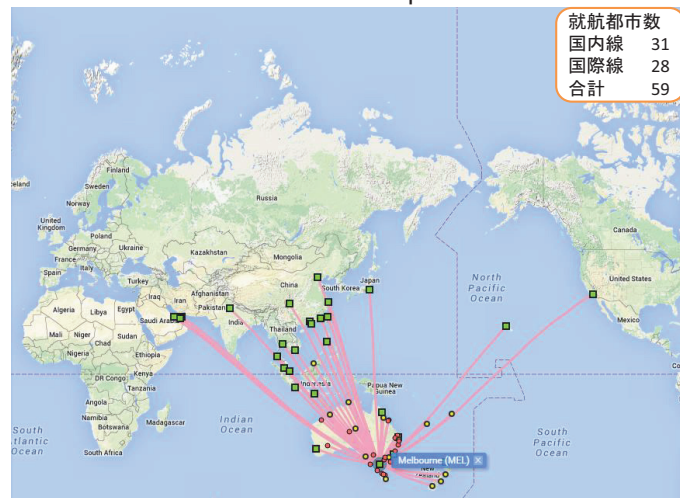 就航都市数
国内線 31
国際線 28
合計 59
Finland
Sweden
Norway
Russia
United
Kingdom
Poland
Germany
Ukraine
France
Italy
Spain
Kazakhstan
Mongolia
Turkey
Canada
United States
Mexico
North
Pacific
Ocean
China
South Korea
Japan
Afghanistan
Pakistan
Iraq
Iran
Algeria
Libya
Egypt
Saudi Arabia
India
Thailand
Mali
Niger
Chad
Sudan
Nigeria
Ethiopia
Kenya
DR Congo
Tanzania
Angola
Namibia
Botswana
Madagascar
South Africa
Indonesia
Papua New
Guinea
Indian
Ocean
South
Pacific
Ocean
South
Atlantic
Ocean
Melbourne (MEL)
New
Zealand